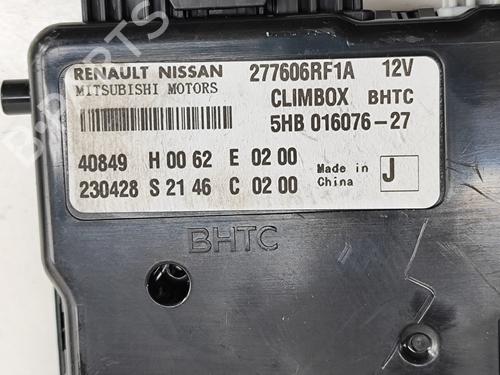 RENAULT NISSAN 277606RF1A 12V
MITSUBISHI MOTORS CLIMBOX BHTC
5HB 016076-27
40849 H 00 62 E 02 00
230428 S 21 46 C 02 00
Made in China J
BHTC